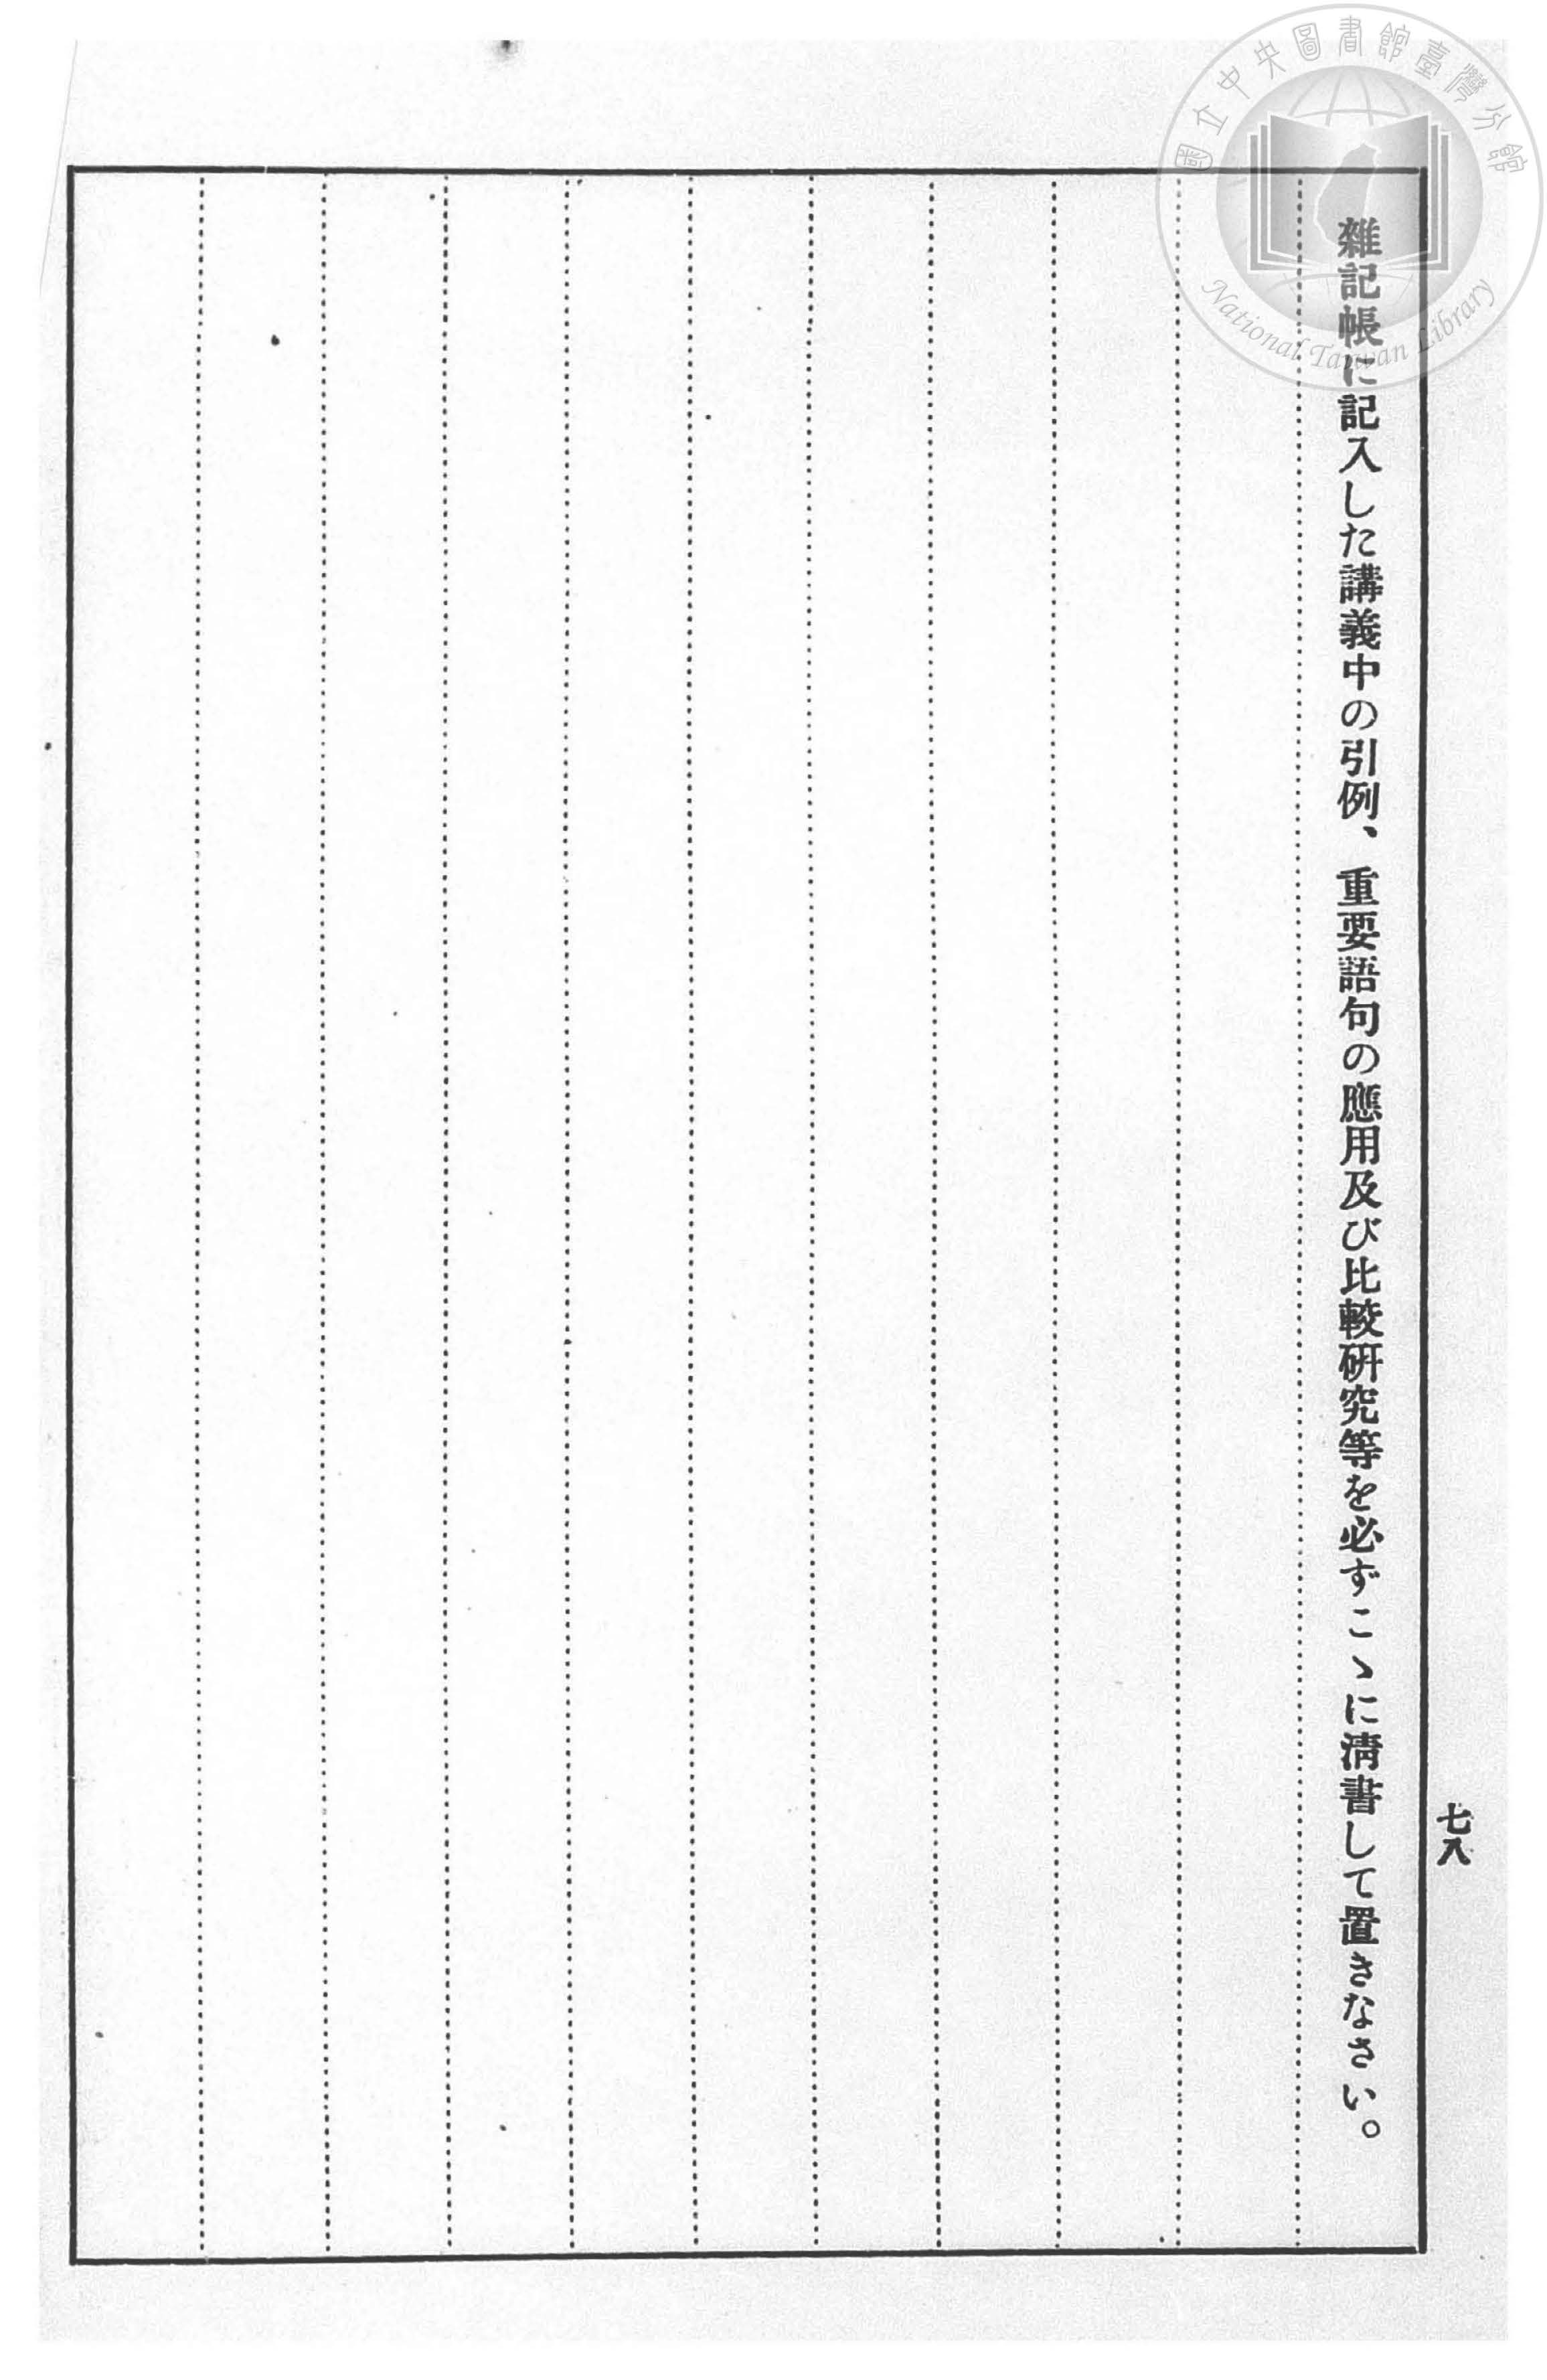 雜記帳に記入した講義中の引例、重要語句の應用及び比較硏究等を必ずこゝに淸書して置きなさい。
七八
國立中央圖書館臺灣分館
National Taiwan Library